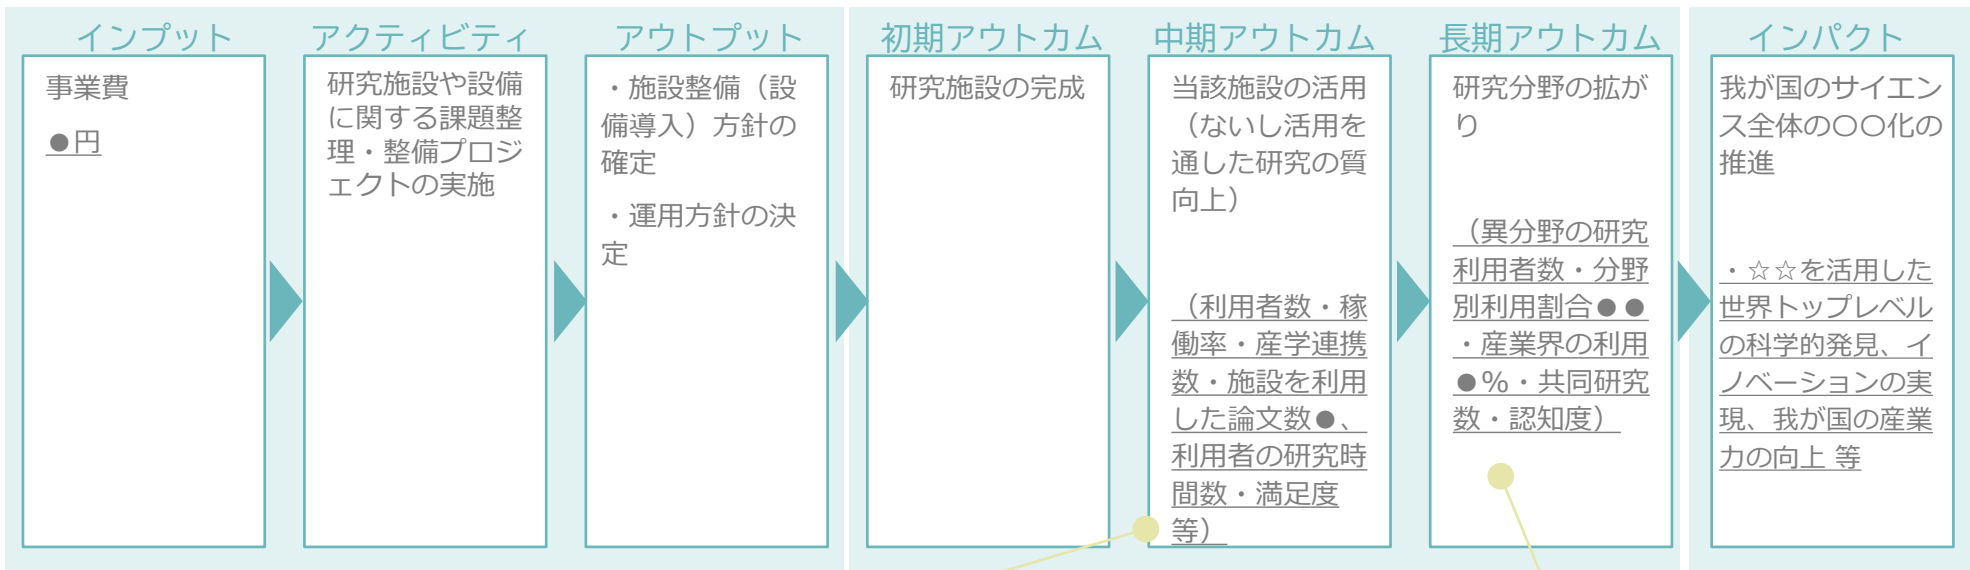 インプット
事業費
●円
アクティビティ
研究施設や設備
に関する課題整
理・整備プロジ
ェクトの実施
アウトプット
・施設整備（設
備導入）方針の
確定
・運用方針の決
定
初期アウトカム
研究施設の完成
中期アウトカム
当該施設の活用
（ないし活用を
通した研究の質
向上）
（利用者数・稼
働率・産学連携
数・施設を利用
した論文数●、
利用者の研究時
間数・満足度
等）
長期アウトカム
研究分野の拡が
り
（異分野の研究
利用者数・分野
別利用割合●●
・産業界の利用
●%・共同研究
数・認知度）
インパクト
我が国のサイエン
ス全体の〇〇化の
推進
・☆☆を活用した
世界トップレベル
の科学的発見、イ
ノベーションの実
現、我が国の産業
力の向上 等